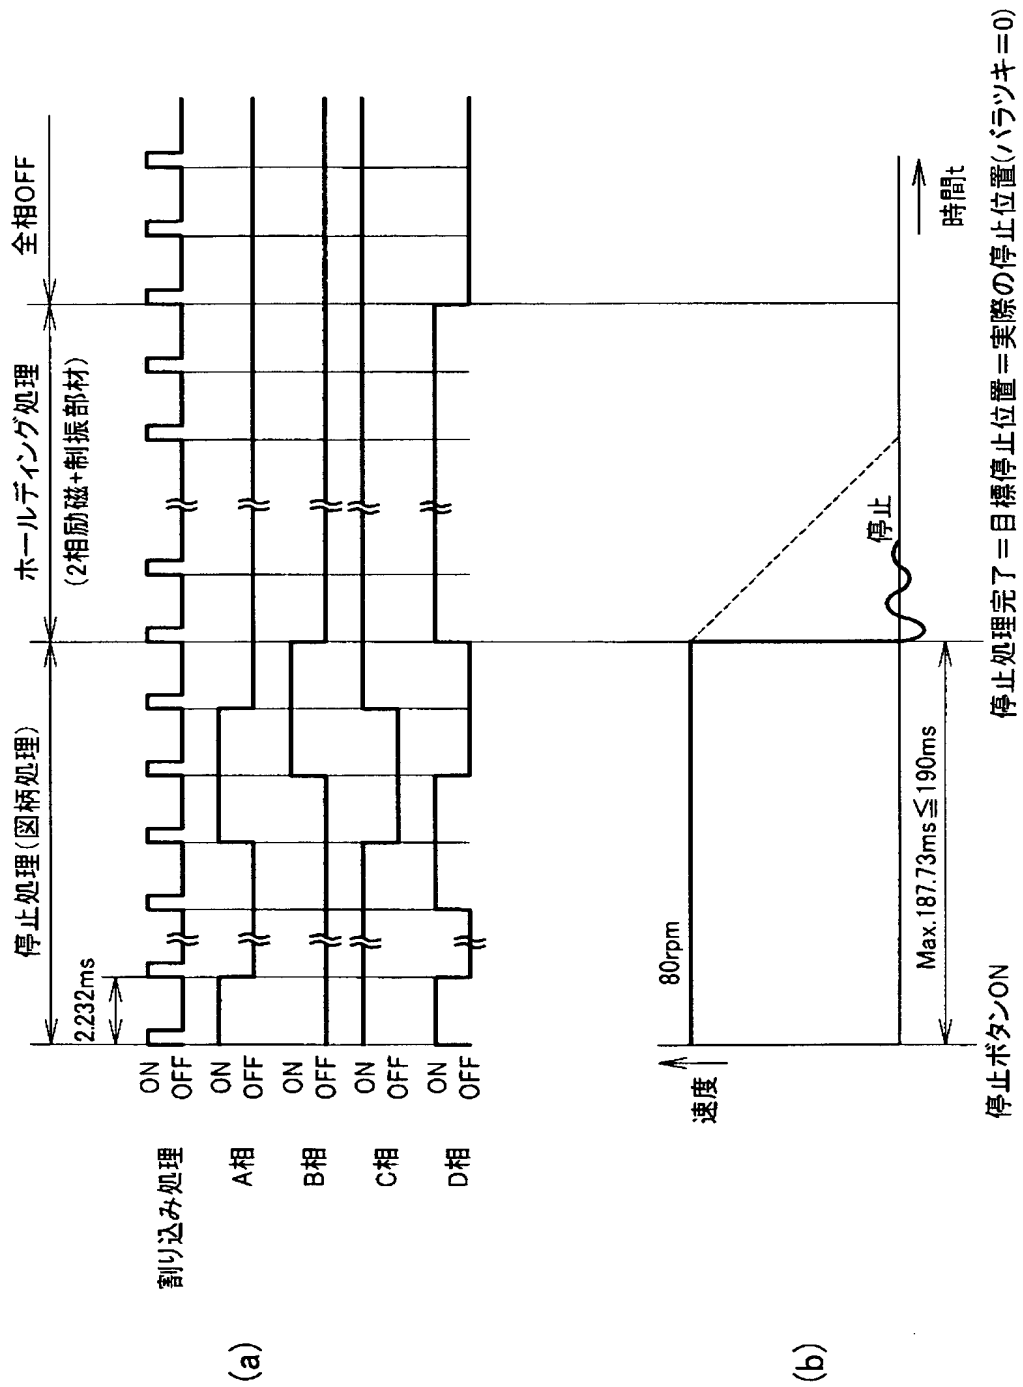 (a)
停止処理(図柄処理)
ホールディング処理
(2相励磁+制振部材)
全相OFF
2.232ms
割り込み処理
ON
OFF
A相
ON
OFF
B相
ON
OFF
C相
ON
OFF
D相
ON
OFF
(b)
速度
80rpm
停止
Max.187.73ms≦190ms
時間t
停止ボタンON
停止処理完了=目標停止位置=実際の停止位置(バラツキ=0)